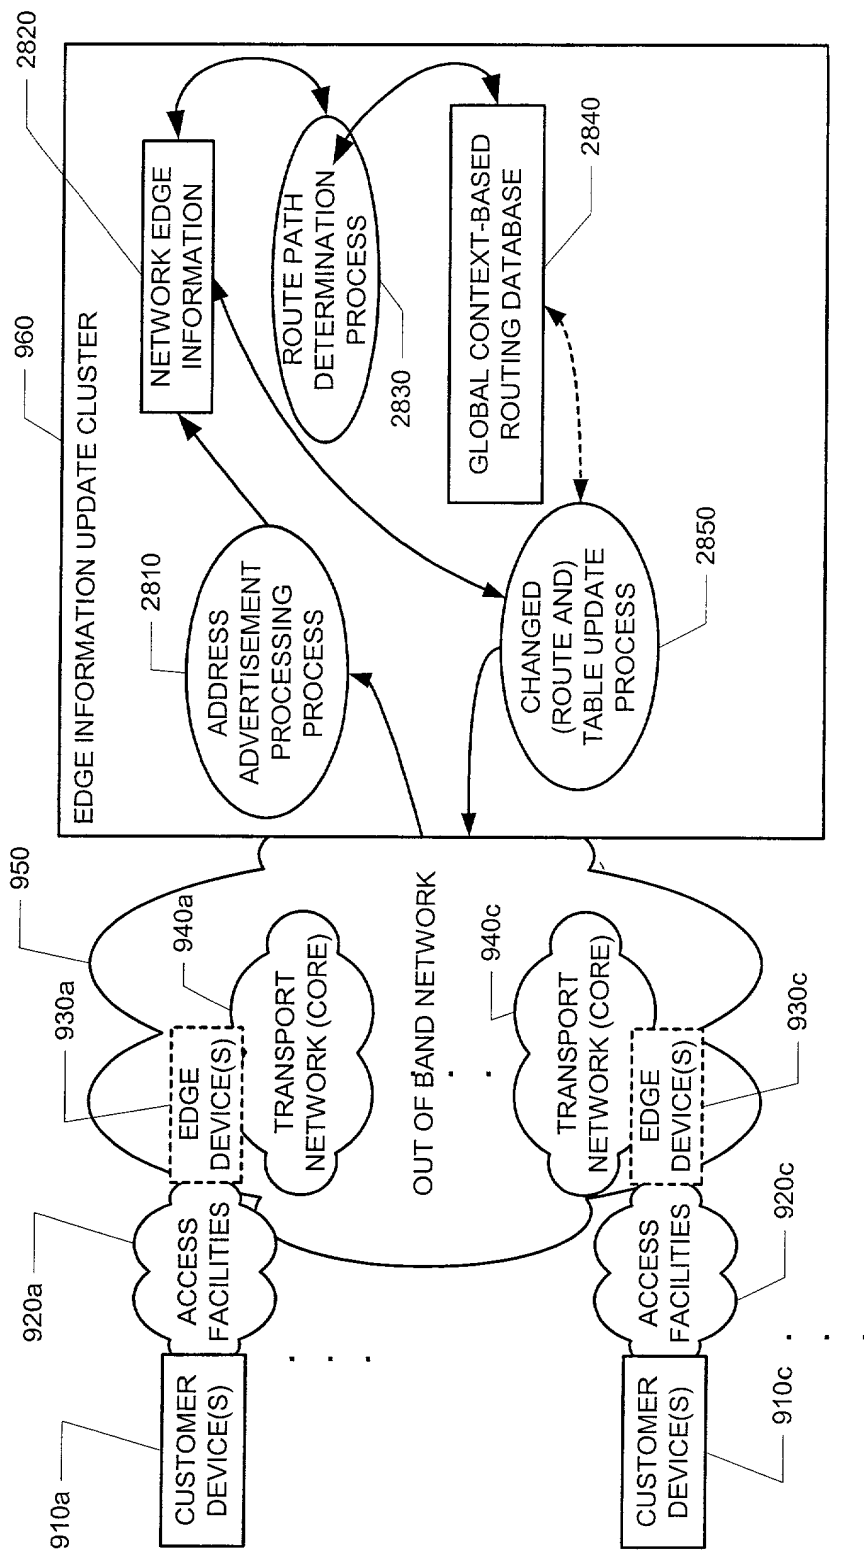 910a
CUSTOMER
DEVICE(S)
920a
ACCESS
FACILITIES
930a
EDGE
DEVICE(S)
940a
TRANSPORT
NETWORK (CORE)
950
OUT OF BAND NETWORK
940c
TRANSPORT
NETWORK (CORE)
930c
EDGE
DEVICE(S)
920c
ACCESS
FACILITIES
910c
CUSTOMER
DEVICE(S)
960
EDGE INFORMATION UPDATE CLUSTER
2810
ADDRESS
ADVERTISEMENT
PROCESSING
PROCESS
2820
NETWORK EDGE
INFORMATION
ROUTE PATH
DETERMINATION
PROCESS
2830
GLOBAL CONTEXT-BASED
ROUTING DATABASE
2840
CHANGED
(ROUTE AND)
TABLE UPDATE
PROCESS
2850